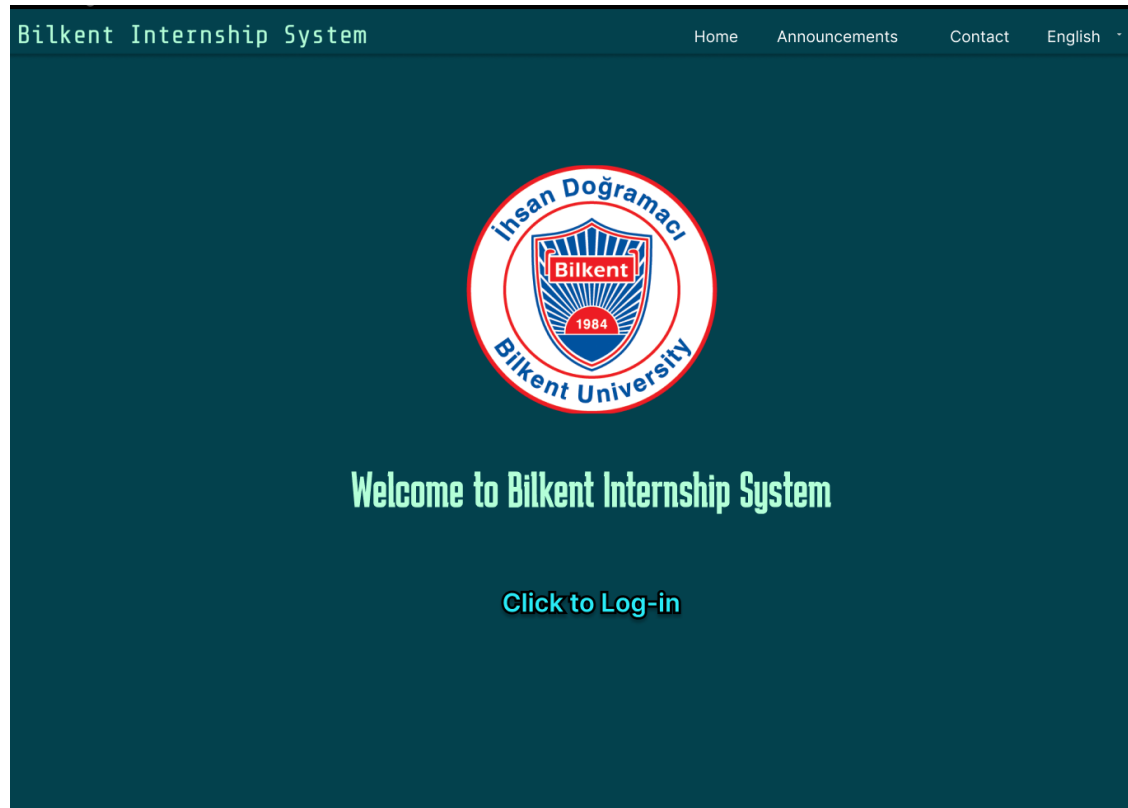 Bilkent Internship System
Home Announcements Contact English
İhsan Doğramacı
Bilkent
1984
Bilkent University
Welcome to Bilkent Internship System
Click to Log-in